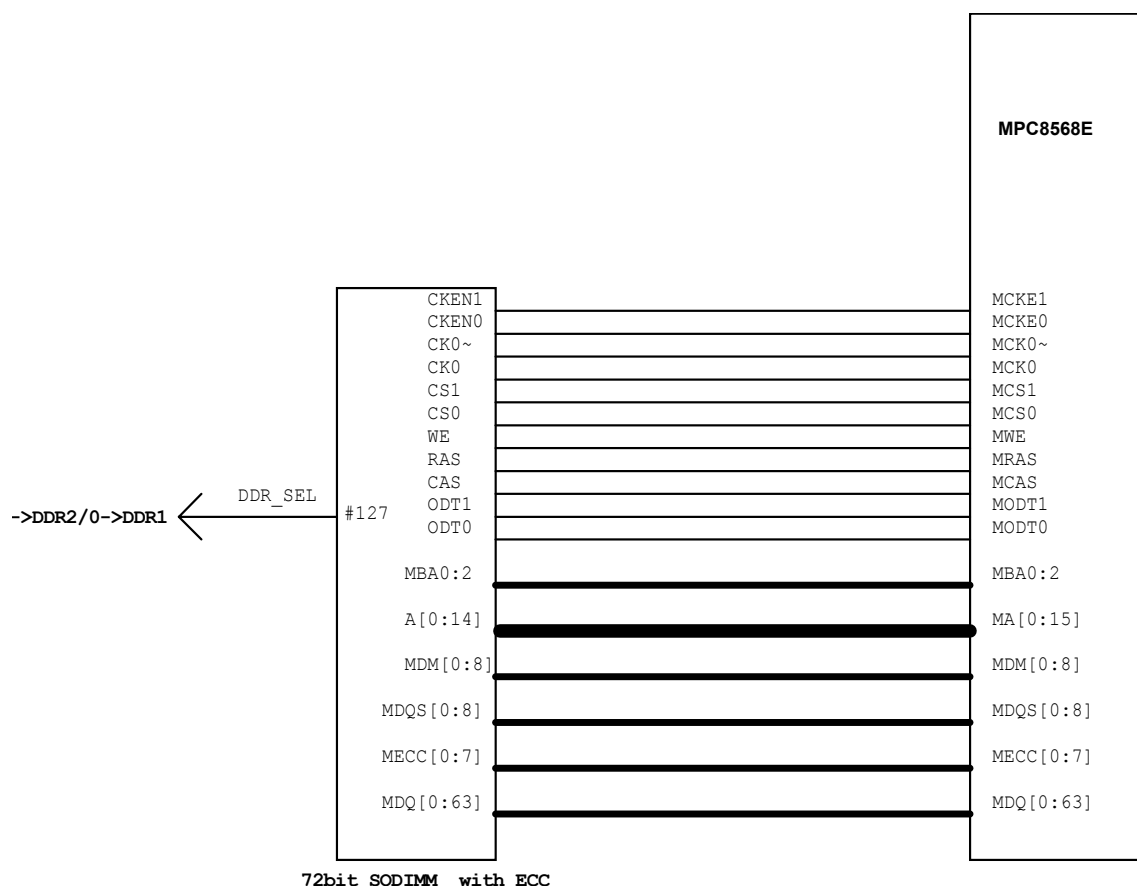 MPC8568E
CKEN1 MCKE1
CKEN0 MCKE0
CK0~ MCK0~
CK0 MCK0
CS1 MCS1
CS0 MCS0
WE MWE
RAS MRAS
CAS MCAS
DDR_SEL
ODT1 MODT1
->DDR2/0->DDR1 #127
ODT0 MODT0
MBA0:2 MBA0:2
A[0:14] MA[0:15]
MDM[0:8] MDM[0:8]
MDQS[0:8] MDQS[0:8]
MECC[0:7] MECC[0:7]
MDQ[0:63] MDQ[0:63]
72bit SODIMM with ECC